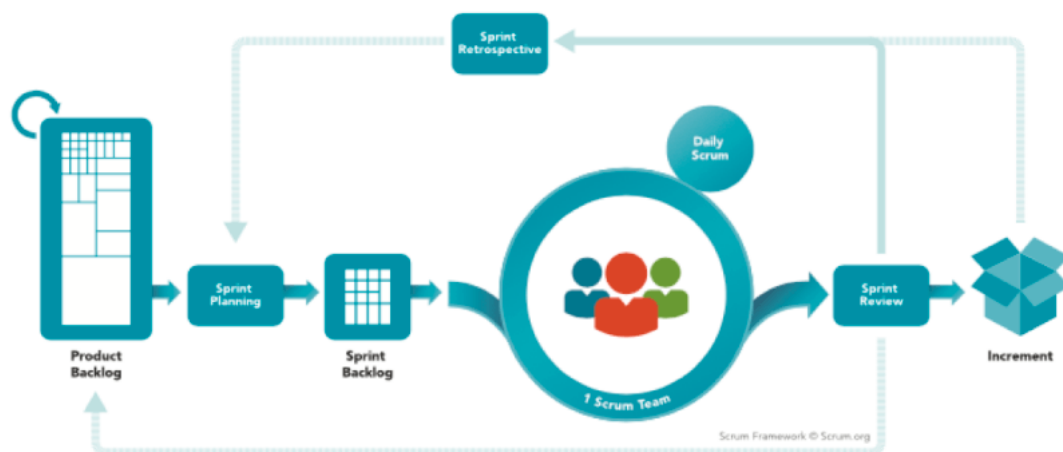 Sprint
Retrospective
Daily
Scrum
Sprint
Planning
Sprint
Review
Product
Backlog
Sprint
Backlog
1 Scrum Team
Increment
Scrum Framework © Scrum.org